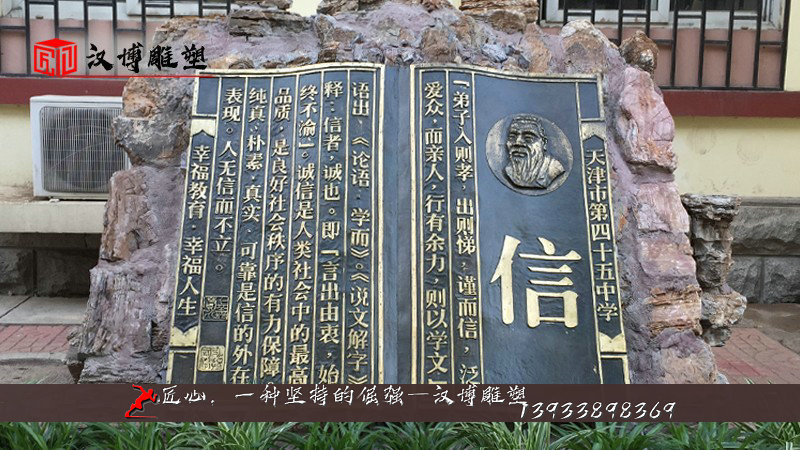 汉博雕塑
天津市第四十五中学
信
「弟子入则孝，出则悌，谨而信，泛
爱众，而亲人，行有余力，则以学文
语出：《论语·学而》。《说文解字》
释：信者，诚也。即「言出由衷，始
终不渝」。诚信是人类社会中的最高
品质，是良好社会秩序的有力保障
纯真、朴素、真实、可靠是信的外在
表现。人无信而不立。
幸福教育·幸福人生
匠心，一种坚持的倔强—汉博雕塑
13933898369